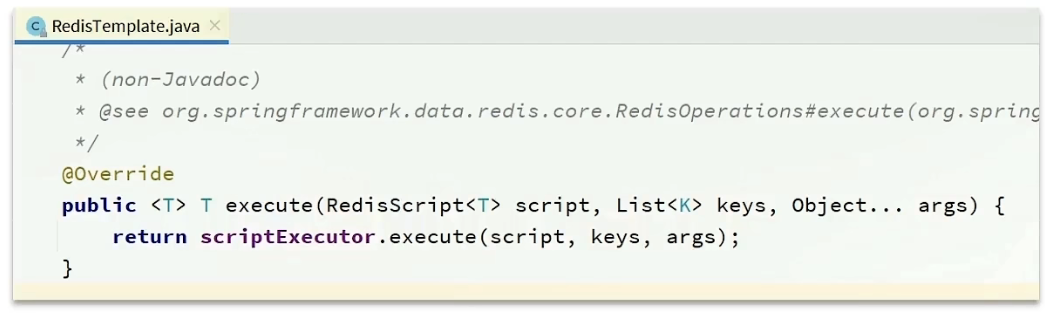 RedisTemplate.java
/*
* (non-Javadoc)
* @see org.springframework.data.redis.core.RedisOperations#execute(org.spring
*/
@Override
public <T> T execute(RedisScript<T> script, List<K> keys, Object... args) {
return scriptExecutor.execute(script, keys, args);
}